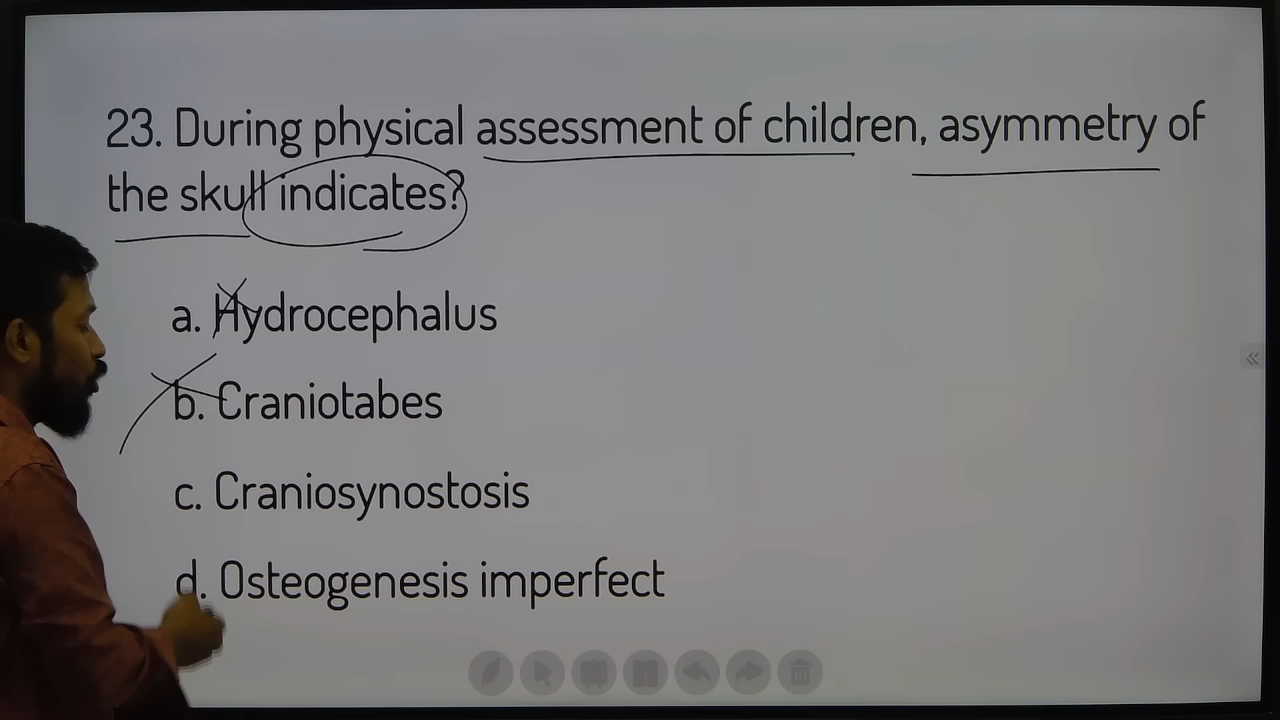 23. During physical assessment of children, asymmetry of
the skull indicates?
a. Hydrocephalus
b. Craniotabes
c. Craniosynostosis
d. Osteogenesis imperfect